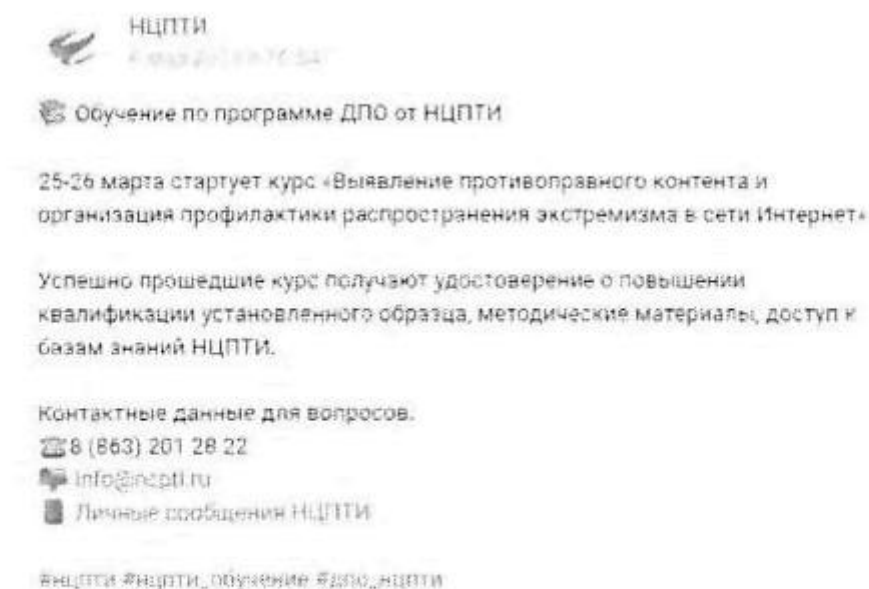 НЦПТИ
Обучение по программе ДПО от НЦПТИ
25-26 марта стартует курс «Выявление противоправного контента и
организация профилактики распространения экстремизма в сети Интернет»
Успешно прошедшие курс получают удостоверение о повышении
квалификации установленного образца, методические материалы, доступ к
базам знаний НЦПТИ.
Контактные данные для вопросов.
8 (863) 201 28 22
info@ncpti.ru
Личные сообщения НЦПТИ
#нцпти #нцпти_обучение #дпо_нцпти